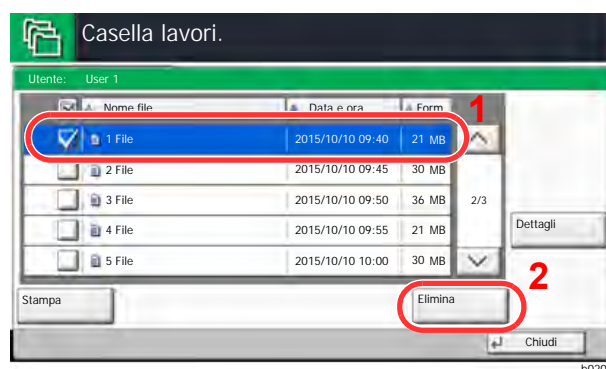 Casella lavori.
Utente: User 1
Nome file Data e ora Form
1
1 File 2015/10/10 09:40 21 MB
2 File 2015/10/10 09:45 30 MB
3 File 2015/10/10 09:50 36 MB 2/3
4 File 2015/10/10 09:55 21 MB
Dettagli
5 File 2015/10/10 10:00 30 MB
2
Stampa Elimina
Chiudi